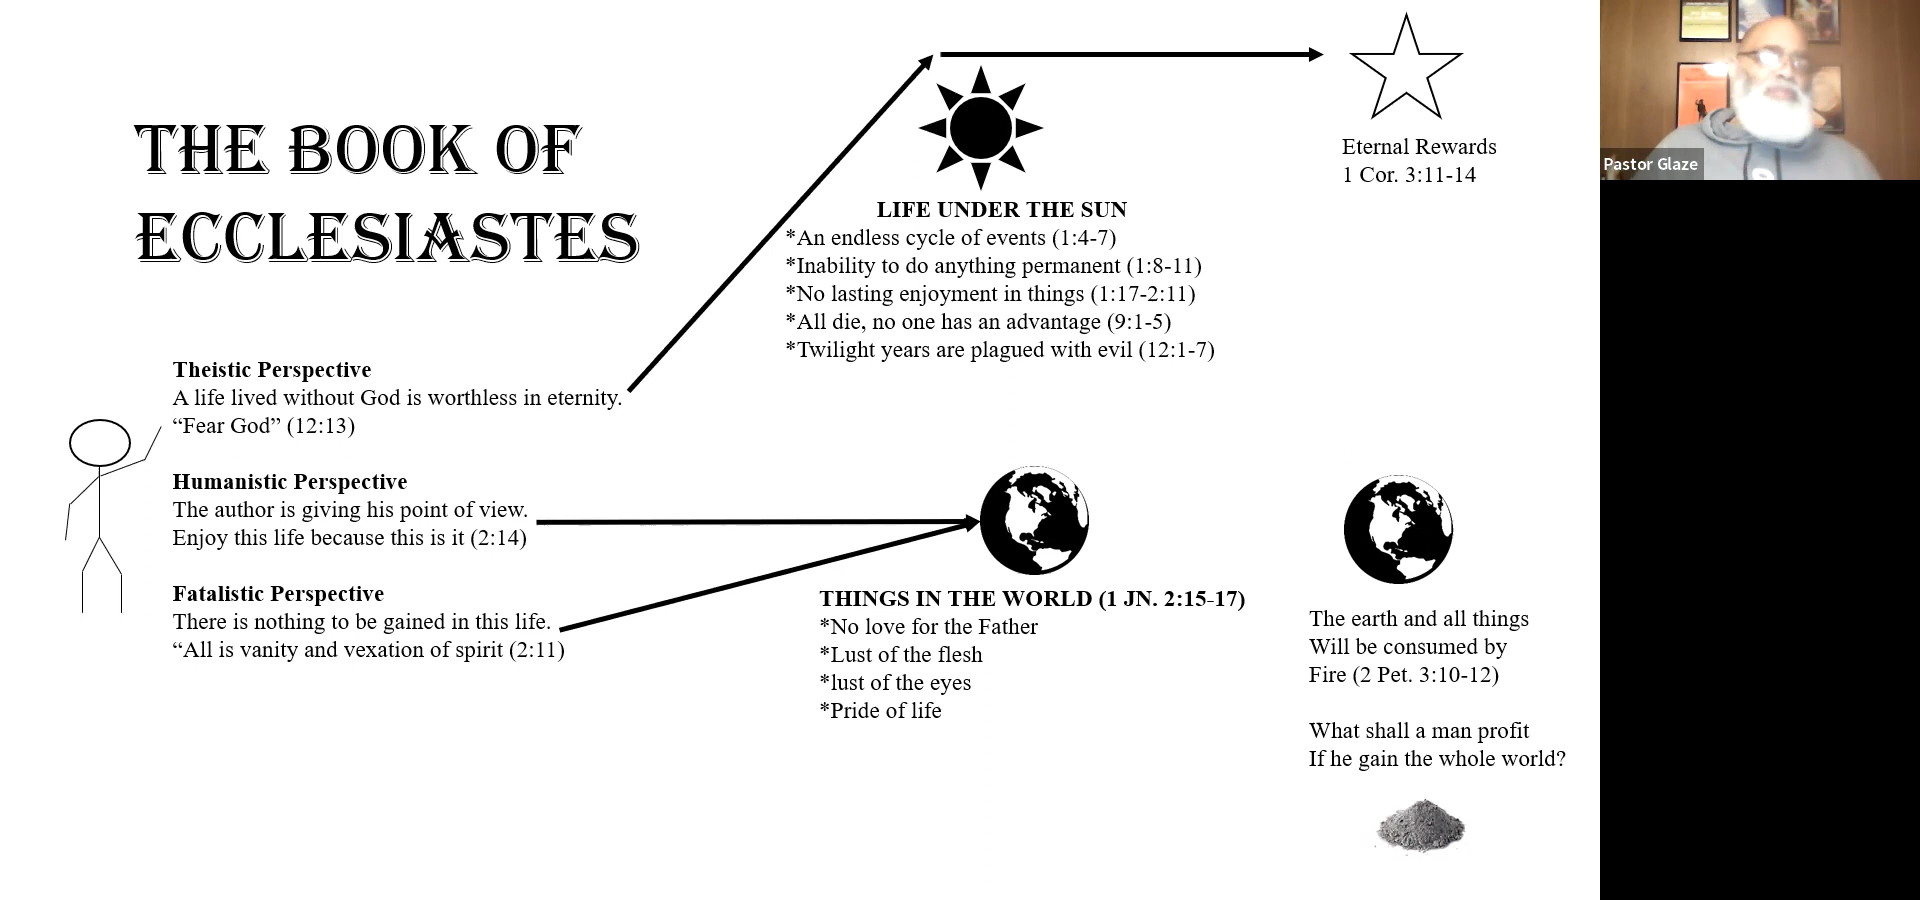 THE BOOK OF
ECCLESIASTES
Theistic Perspective
A life lived without God is worthless in eternity.
“Fear God” (12:13)
Humanistic Perspective
The author is giving his point of view.
Enjoy this life because this is it (2:14)
Fatalistic Perspective
There is nothing to be gained in this life.
“All is vanity and vexation of spirit (2:11)
LIFE UNDER THE SUN
*An endless cycle of events (1:4-7)
*Inability to do anything permanent (1:8-11)
*No lasting enjoyment in things (1:17-2:11)
*All die, no one has an advantage (9:1-5)
*Twilight years are plagued with evil (12:1-7)
THINGS IN THE WORLD (1 JN. 2:15-17)
*No love for the Father
*Lust of the flesh
*lust of the eyes
*Pride of life
Eternal Rewards
1 Cor. 3:11-14
The earth and all things
Will be consumed by
Fire (2 Pet. 3:10-12)
What shall a man profit
If he gain the whole world?
Pastor Glaze